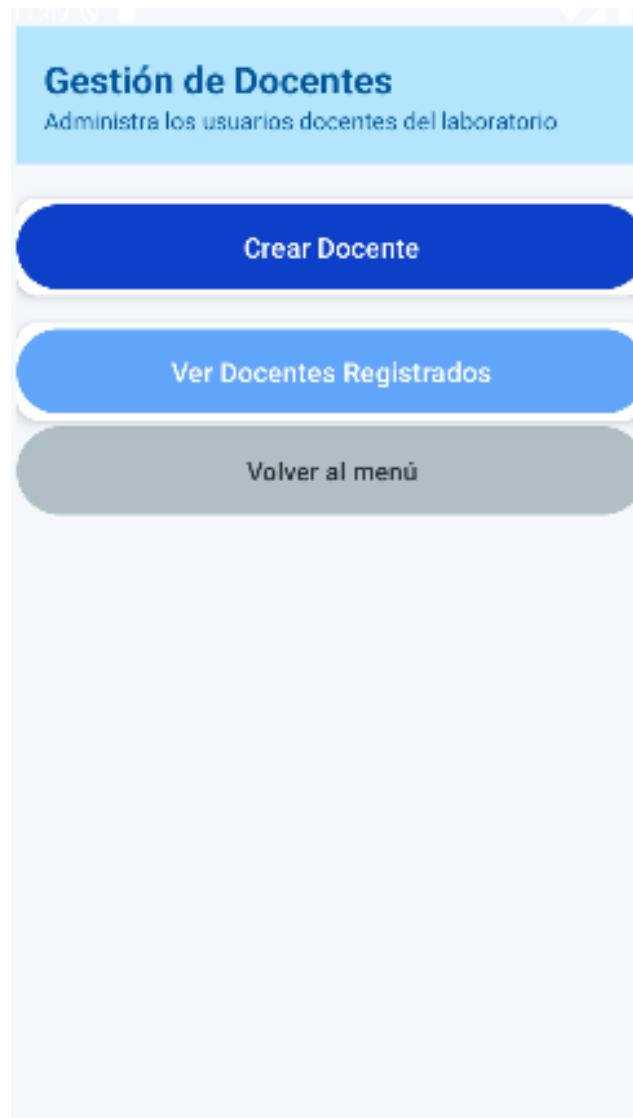 Gestión de Docentes
Administra los usuarios docentes del laboratorio
Crear Docente
Ver Docentes Registrados
Volver al menú